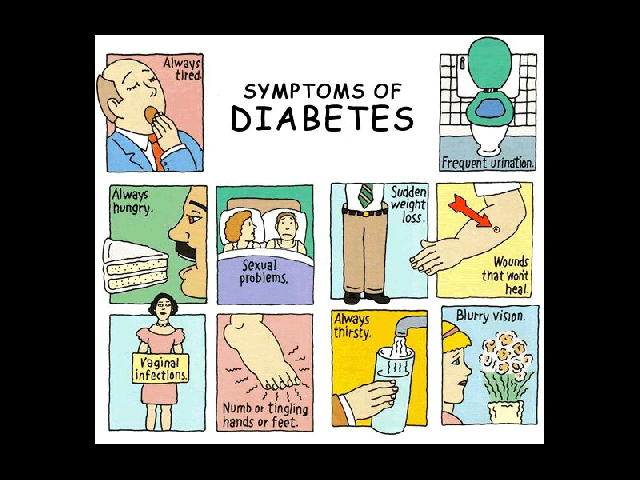 Always
tired.
SYMPTOMS OF
DIABETES
Frequent urination.
Always
hungry.
Sexual
problems.
Sudden
weight
loss.
Wounds
that won't
heal.
Vaginal
infections.
Numb or tingling
hands or feet.
Always
thirsty.
Blurry vision.